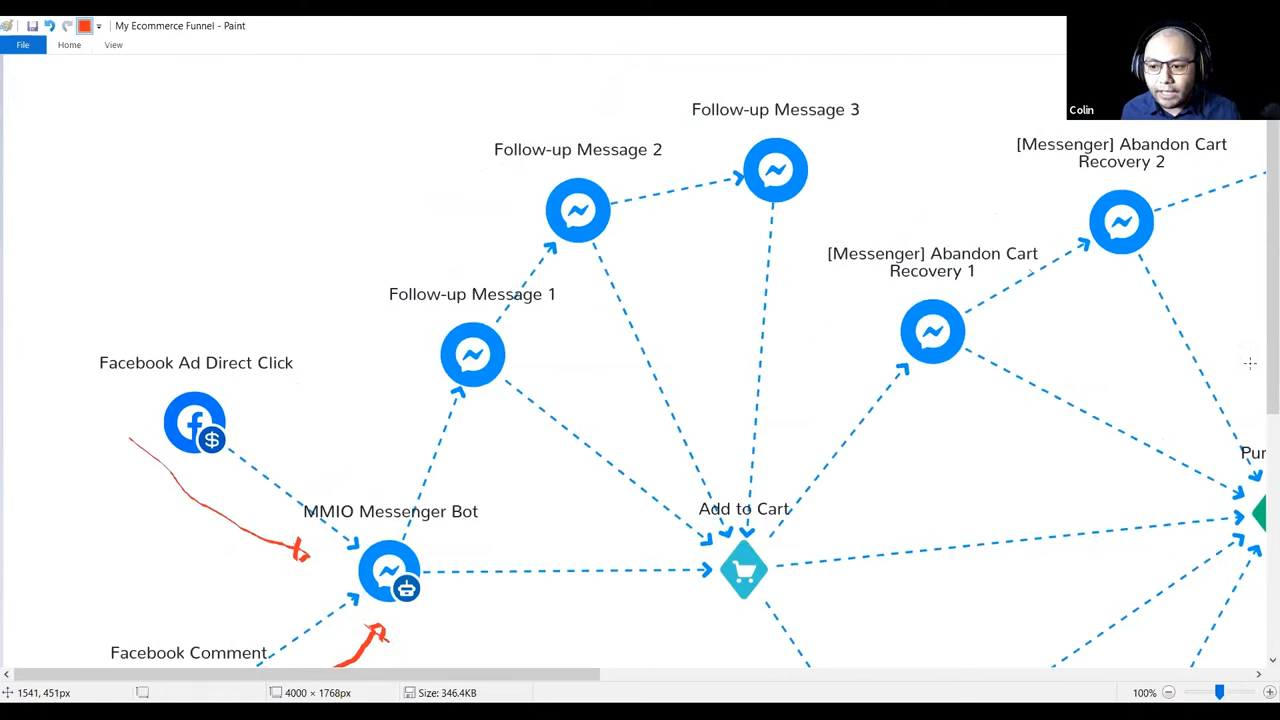 My Ecommerce Funnel - Paint
File Home View
Colin
Follow-up Message 3
Follow-up Message 2
[Messenger] Abandon Cart
Recovery 2
[Messenger] Abandon Cart
Recovery 1
Follow-up Message 1
Facebook Ad Direct Click
$
Pur
MMIO Messenger Bot
Add to Cart
Facebook Comment
1541, 451px
4000 × 1768px
Size: 346.4KB
100%